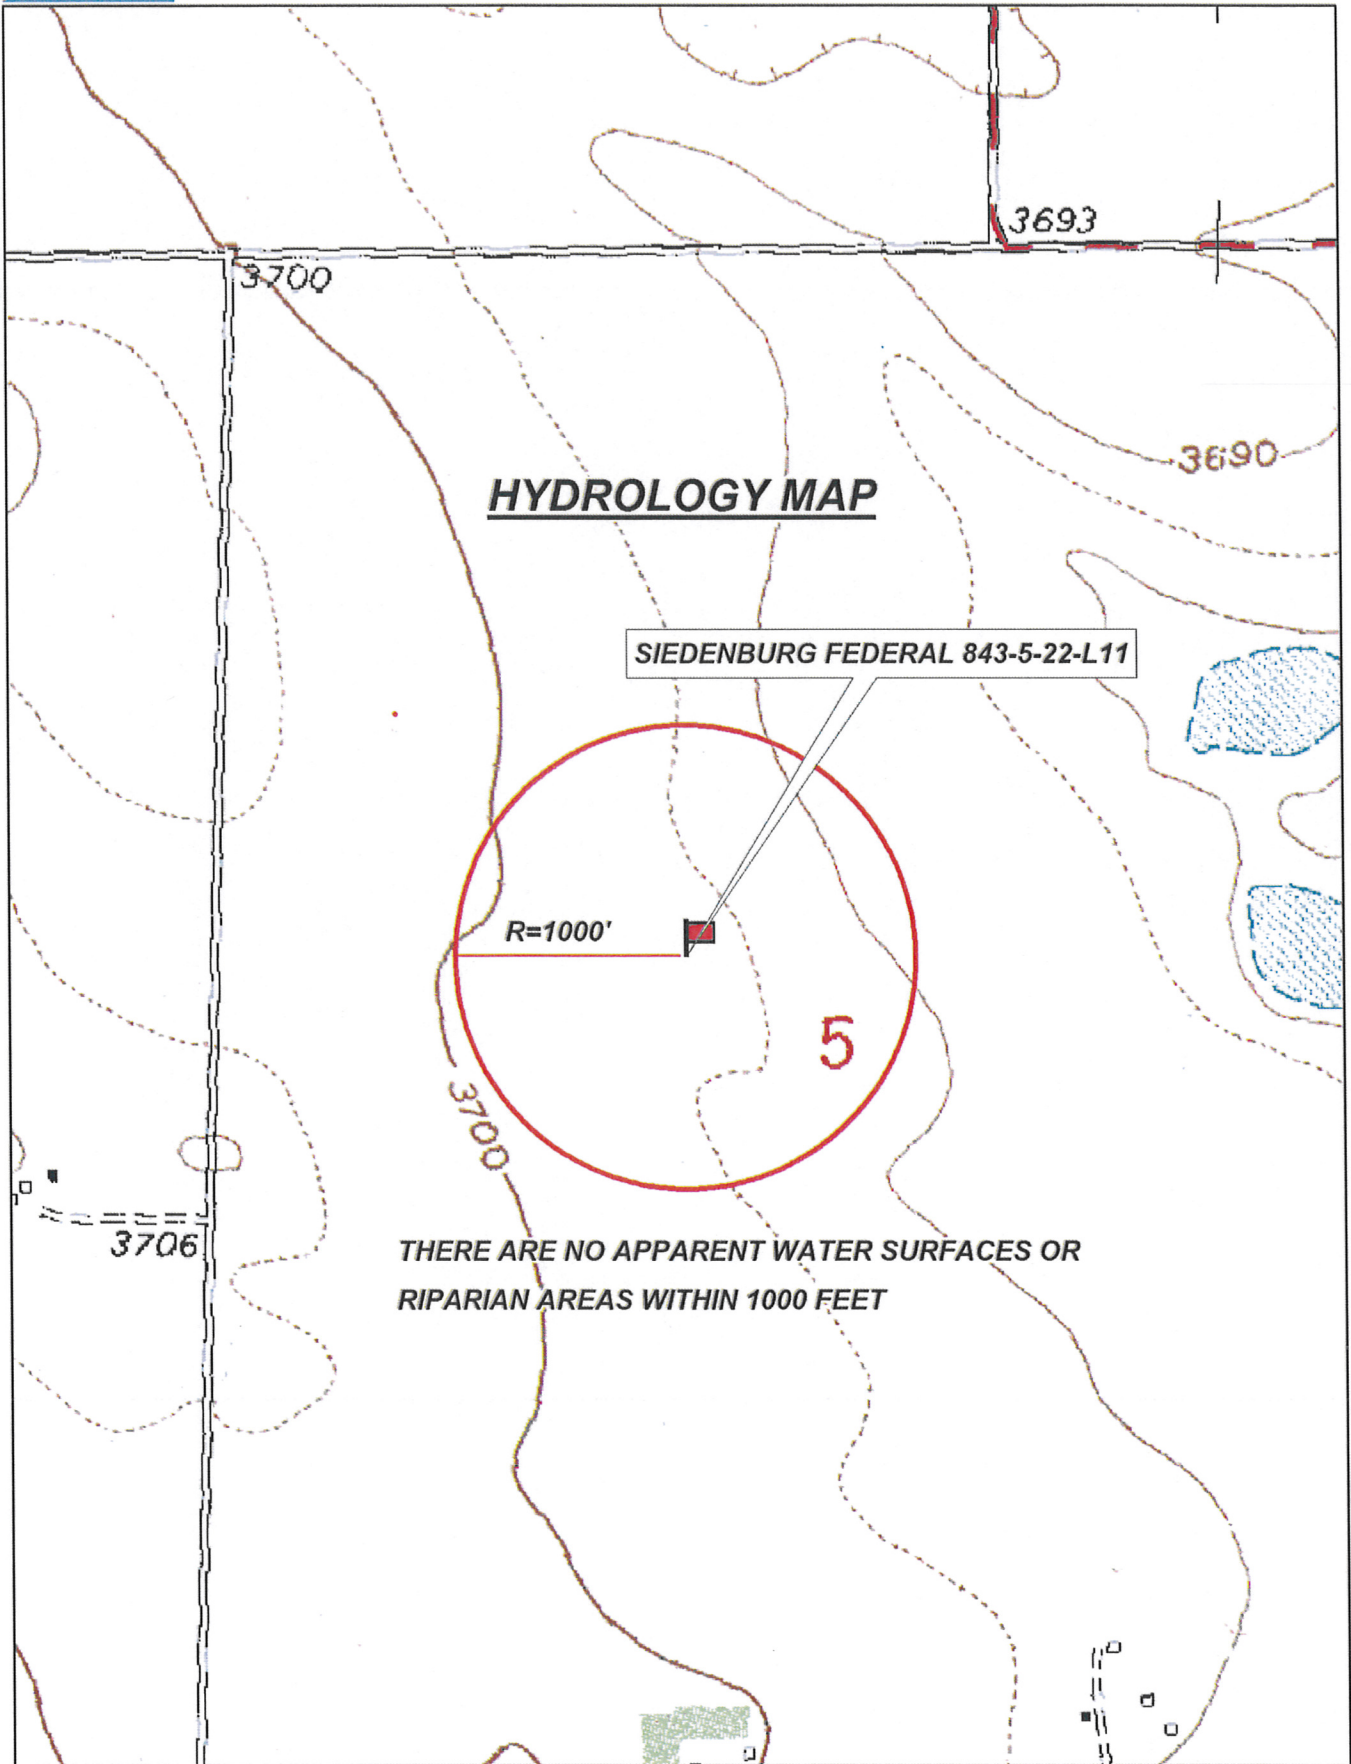 3693
3700
3690
HYDROLOGY MAP
SIEDENBURG FEDERAL 843-5-22-L11
R=1000'
5
3700
3706
THERE ARE NO APPARENT WATER SURFACES OR
RIPARIAN AREAS WITHIN 1000 FEET